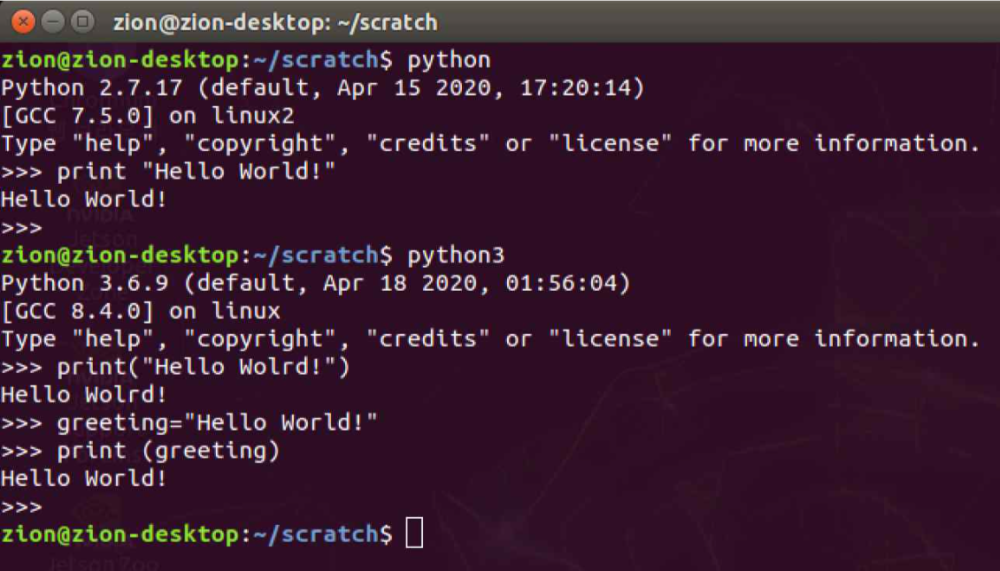 zion@zion-desktop: ~/scratch
zion@zion-desktop:~/scratch$ python
Python 2.7.17 (default, Apr 15 2020, 17:20:14)
[GCC 7.5.0] on linux2
Type "help", "copyright", "credits" or "license" for more information.
>>> print "Hello World!"
Hello World!
>>>
zion@zion-desktop:~/scratch$ python3
Python 3.6.9 (default, Apr 18 2020, 01:56:04)
[GCC 8.4.0] on linux
Type "help", "copyright", "credits" or "license" for more information.
>>> print("Hello Wolrd!")
Hello Wolrd!
>>> greeting="Hello World!"
>>> print (greeting)
Hello World!
>>>
zion@zion-desktop:~/scratch$